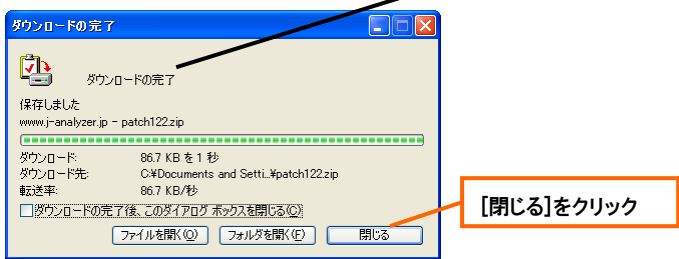 ダウンロードの完了
ダウンロードの完了
保存しました
www.j-analyzer.jp - patch122.zip
ダウンロード: 86.7 KB を 1 秒
ダウンロード先: C:¥Documents and Setti...¥patch122.zip
転送率: 86.7 KB/秒
ダウンロードの完了後、このダイアログ ボックスを閉じる(C)
ファイルを開く(O) フォルダを開く(F) 閉じる
[閉じる]をクリック